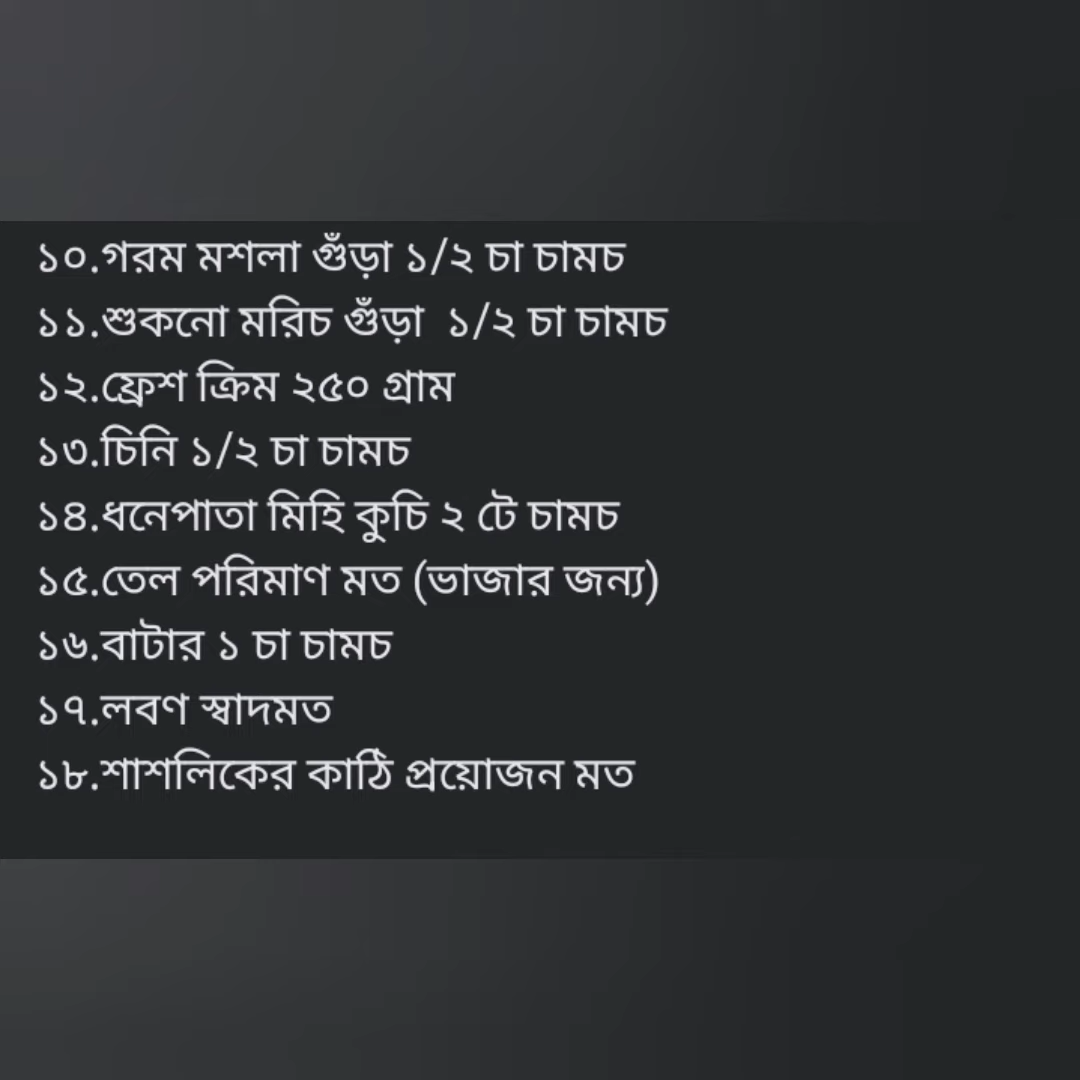 ১০.গরম মশলা গুঁড়া ১/২ চা চামচ
১১.শুকনো মরিচ গুঁড়া ১/২ চা চামচ
১২.ফ্রেশ ক্রিম ২৫০ গ্রাম
১৩.চিনি ১/২ চা চামচ
১৪.ধনেপাতা মিহি কুচি ২ টে চামচ
১৫.তেল পরিমাণ মত (ভাজার জন্য)
১৬.বাটার ১ চা চামচ
১৭.লবণ স্বাদমত
১৮.শাশলিকের কাঠি প্রয়োজন মত